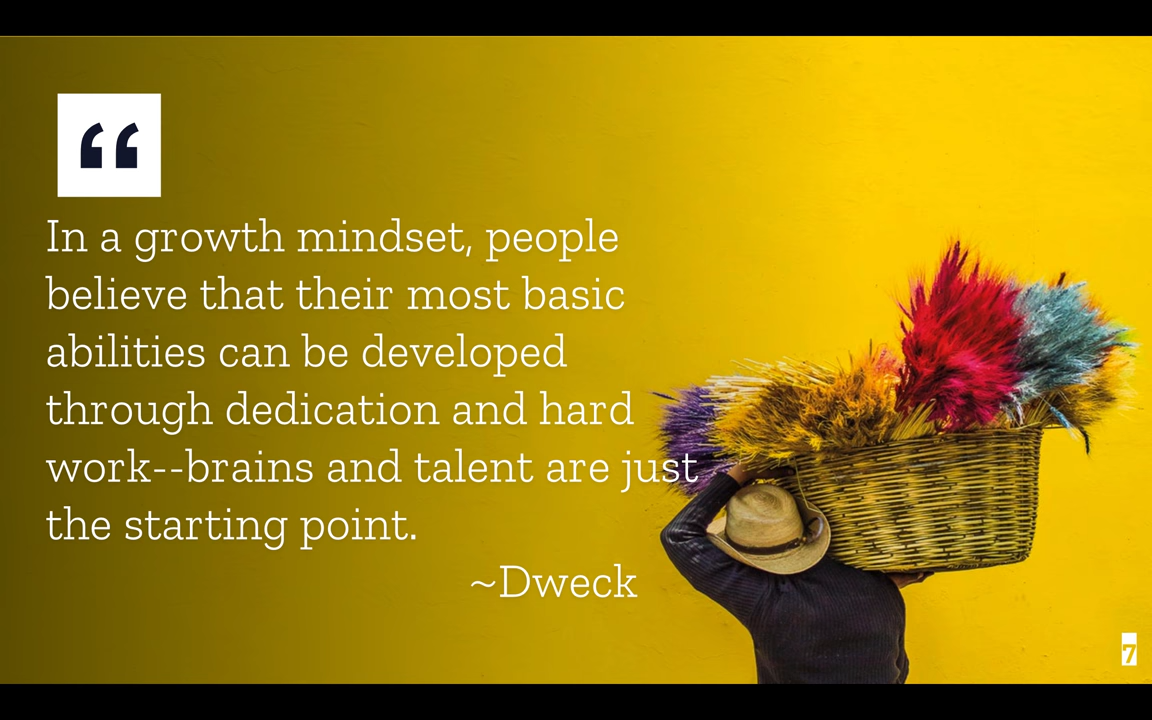 “
In a growth mindset, people
believe that their most basic
abilities can be developed
through dedication and hard
work--brains and talent are just
the starting point.
~Dweck
7